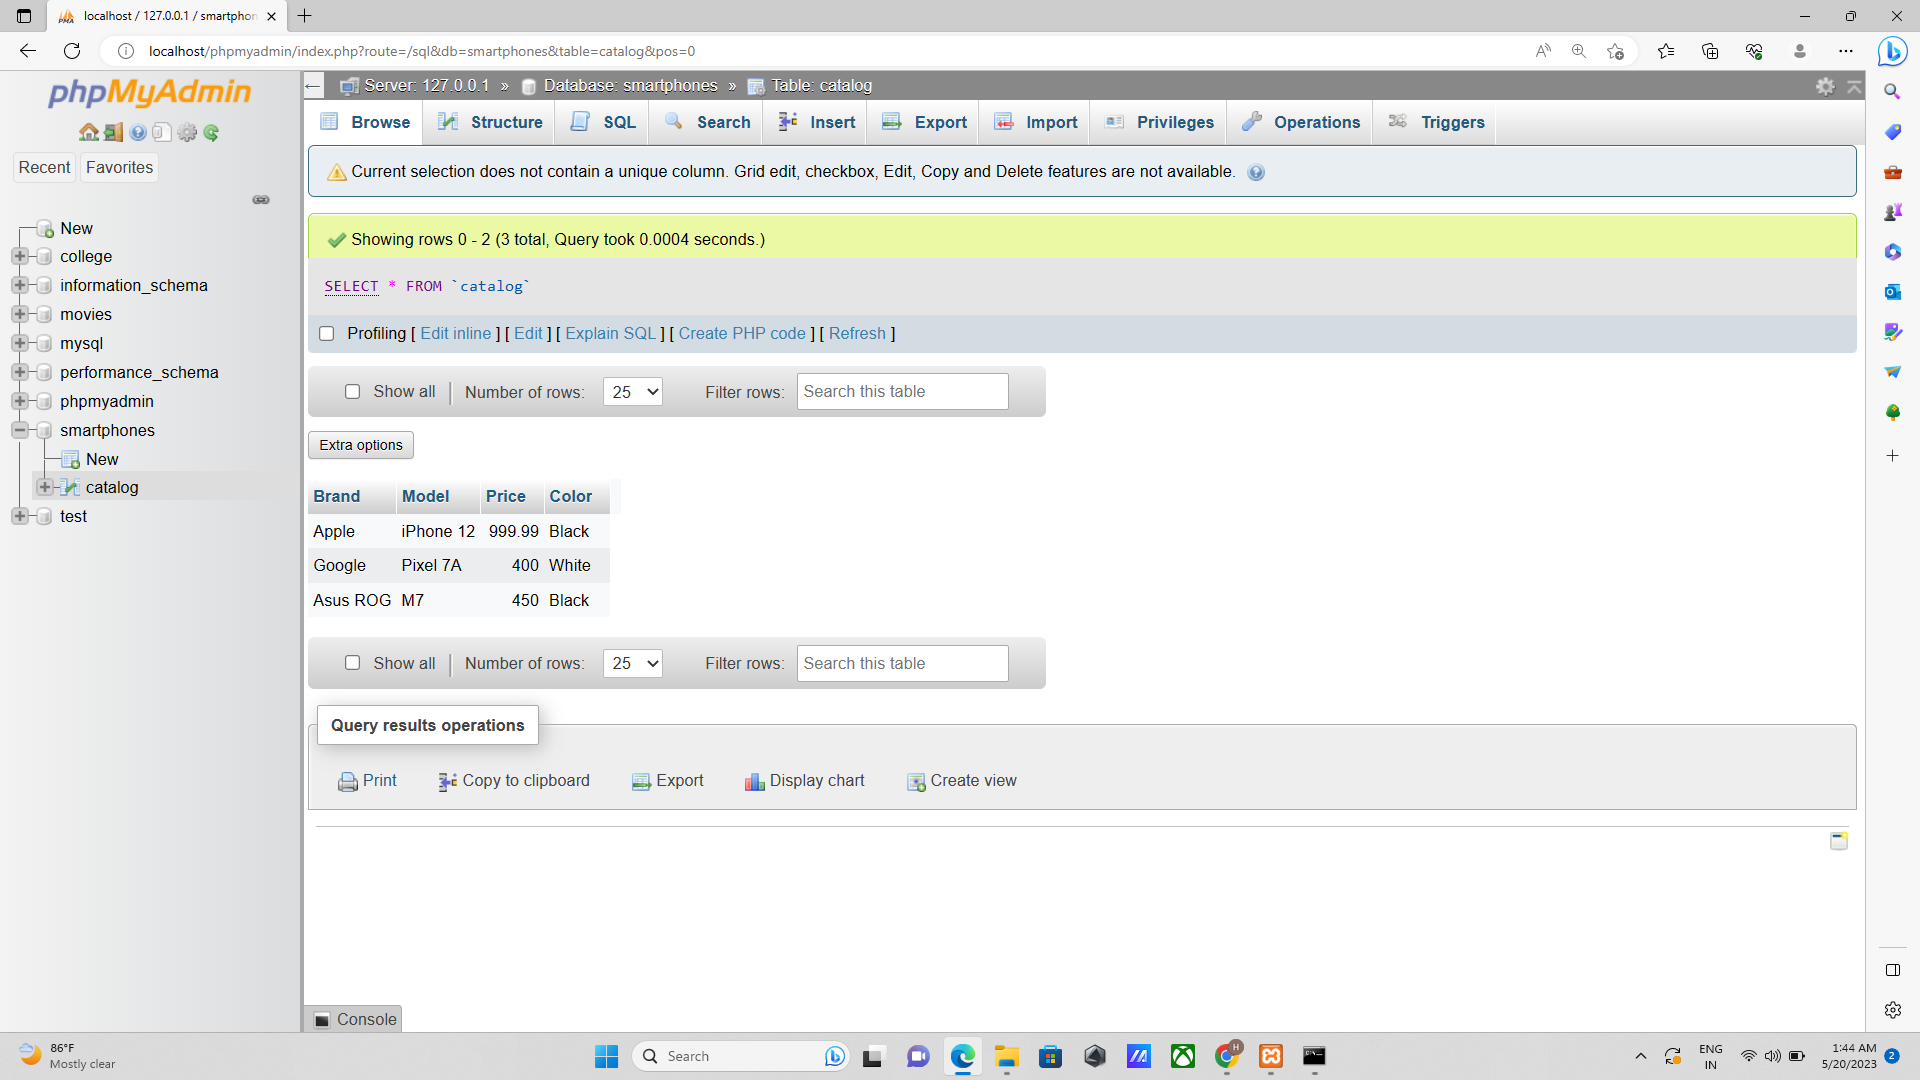 localhost / 127.0.0.1 / smartphon
localhost/phpmyadmin/index.php?route=/sql&db=smartphones&table=catalog&pos=0
phpMyAdmin
Recent Favorites
New
college
information_schema
movies
mysql
performance_schema
phpmyadmin
smartphones
New
catalog
test
Server: 127.0.0.1 » Database: smartphones » Table: catalog
Browse Structure SQL Search Insert Export Import Privileges Operations Triggers
Current selection does not contain a unique column. Grid edit, checkbox, Edit, Copy and Delete features are not available.
Showing rows 0 - 2 (3 total, Query took 0.0004 seconds.)
SELECT * FROM `catalog`
Profiling [ Edit inline ] [ Edit ] [ Explain SQL ] [ Create PHP code ] [ Refresh ]
Show all Number of rows: 25 Filter rows: Search this table
Extra options
Brand Model Price Color
Apple iPhone 12 999.99 Black
Google Pixel 7A 400 White
Asus ROG M7 450 Black
Show all Number of rows: 25 Filter rows: Search this table
Query results operations
Print Copy to clipboard Export Display chart Create view
Console
86°F
Mostly clear
Search
H
ENG
IN
1:44 AM
5/20/2023
2